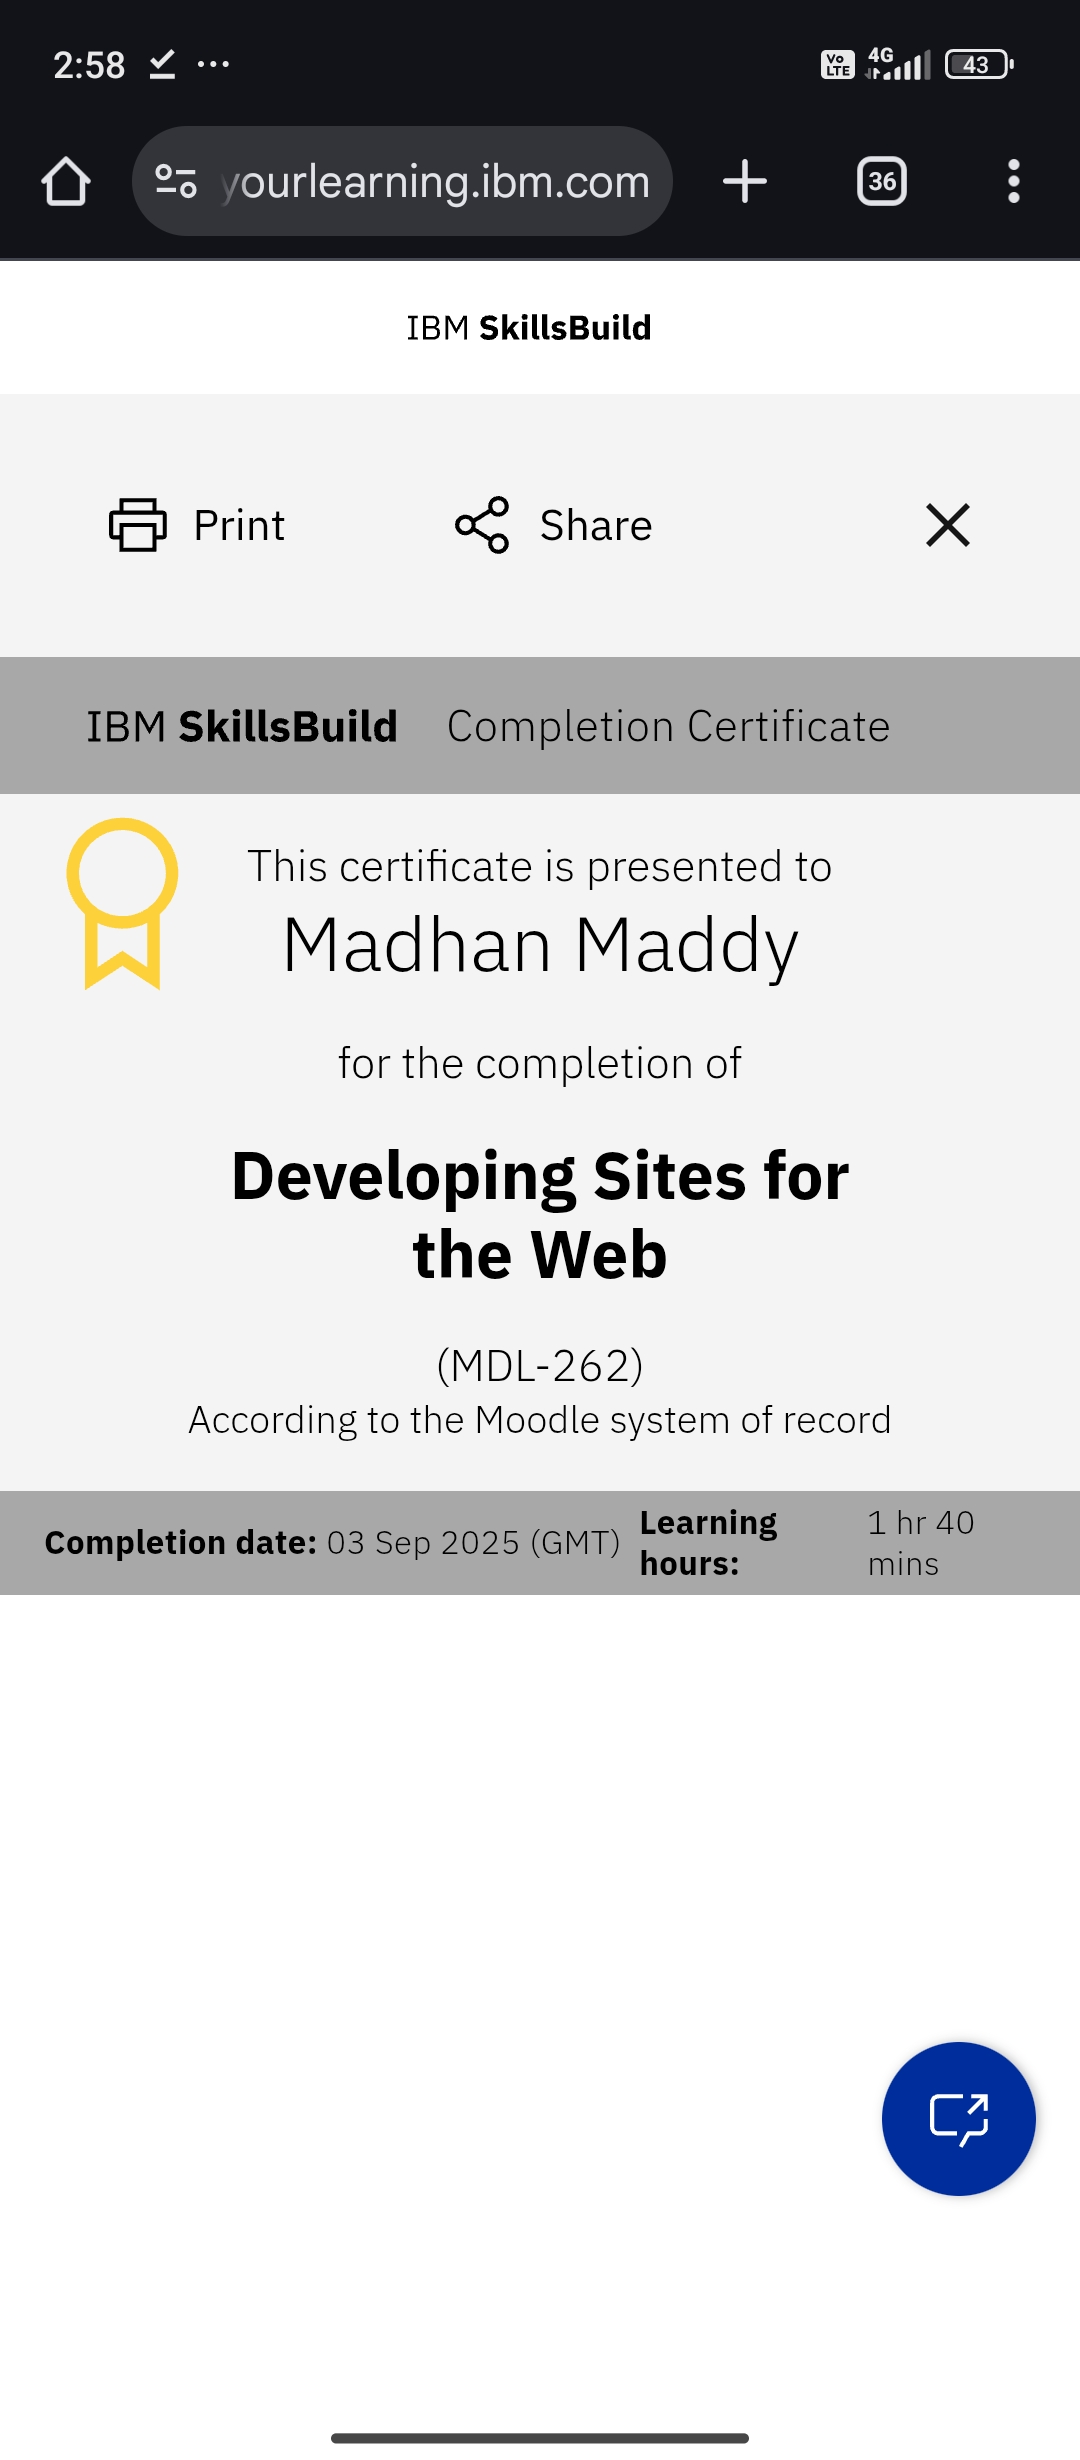 2:58
Vo LTE 4G 43
yourlearning.ibm.com
36
IBM SkillsBuild
Print Share
IBM SkillsBuild Completion Certificate
This certificate is presented to
Madhan Maddy
for the completion of
Developing Sites for
the Web
(MDL-262)
According to the Moodle system of record
Completion date: 03 Sep 2025 (GMT) Learning hours: 1 hr 40 mins